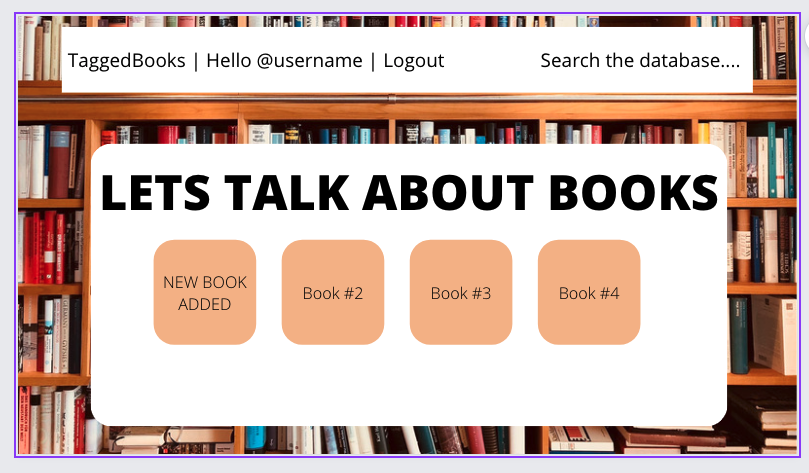 TaggedBooks | Hello @username | Logout
Search the database....
LETS TALK ABOUT BOOKS
NEW BOOK
ADDED
Book #2
Book #3
Book #4